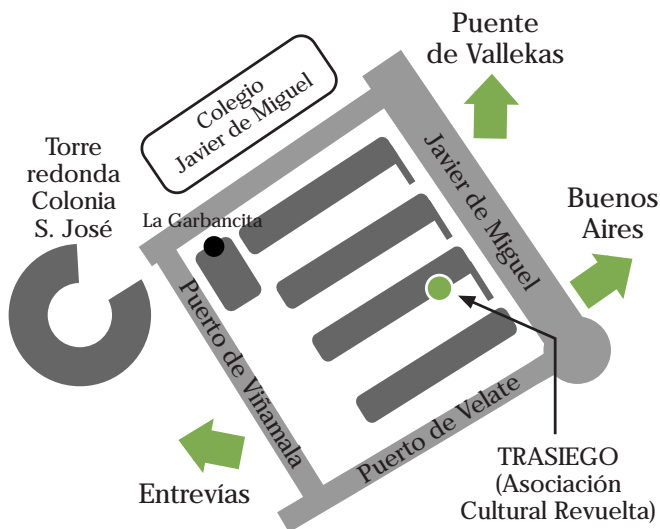 Puente
de Vallekas
Colegio
Javier de Miguel
Torre
redonda
Colonia
S. José
La Garbancita
Javier de Miguel
Buenos
Aires
Puerto de Viñamala
Puerto de Velate
Entrevías
TRASIEGO
(Asociación
Cultural Revuelta)